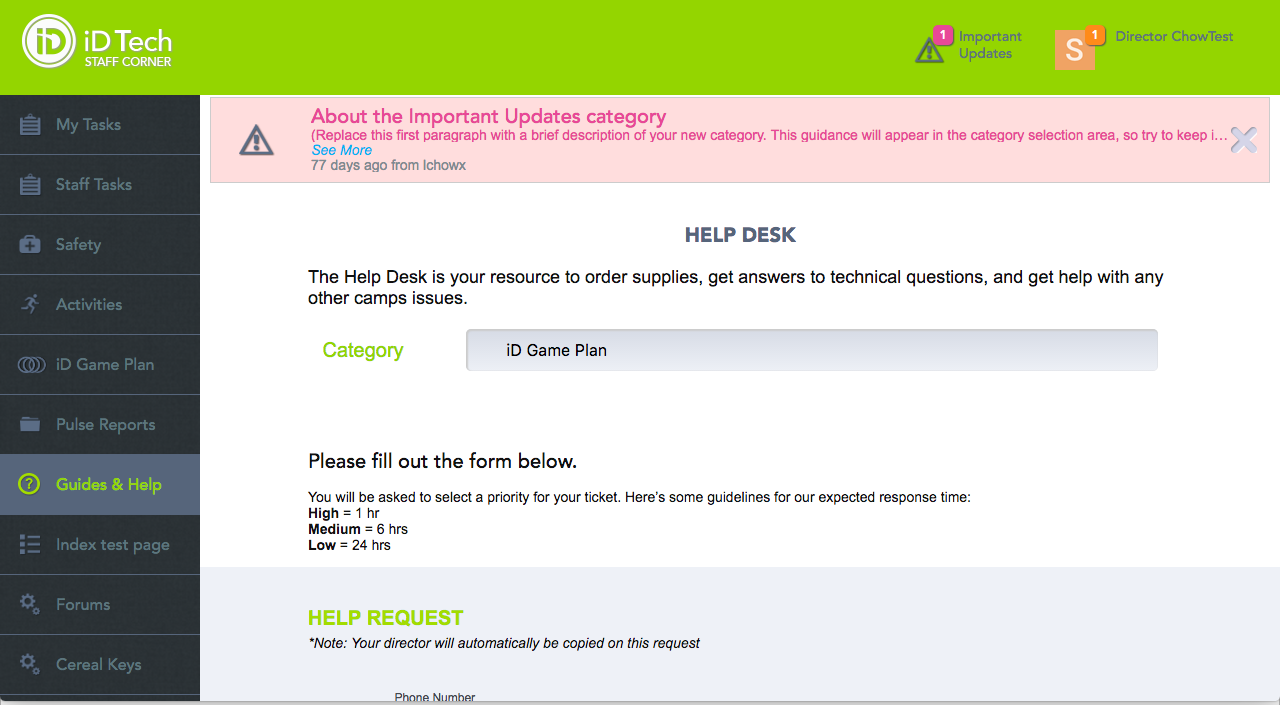 iD iD Tech
STAFF CORNER
1 Important
Updates
S 1 Director ChowTest
My Tasks
Staff Tasks
Safety
Activities
iD Game Plan
Pulse Reports
? Guides & Help
Index test page
Forums
Cereal Keys
About the Important Updates category
(Replace this first paragraph with a brief description of your new category. This guidance will appear in the category selection area, so try to keep i...
See More
77 days ago from lchowx
HELP DESK
The Help Desk is your resource to order supplies, get answers to technical questions, and get help with any
other camps issues.
Category iD Game Plan
Please fill out the form below.
You will be asked to select a priority for your ticket. Here's some guidelines for our expected response time:
High = 1 hr
Medium = 6 hrs
Low = 24 hrs
HELP REQUEST
*Note: Your director will automatically be copied on this request
Phone Number